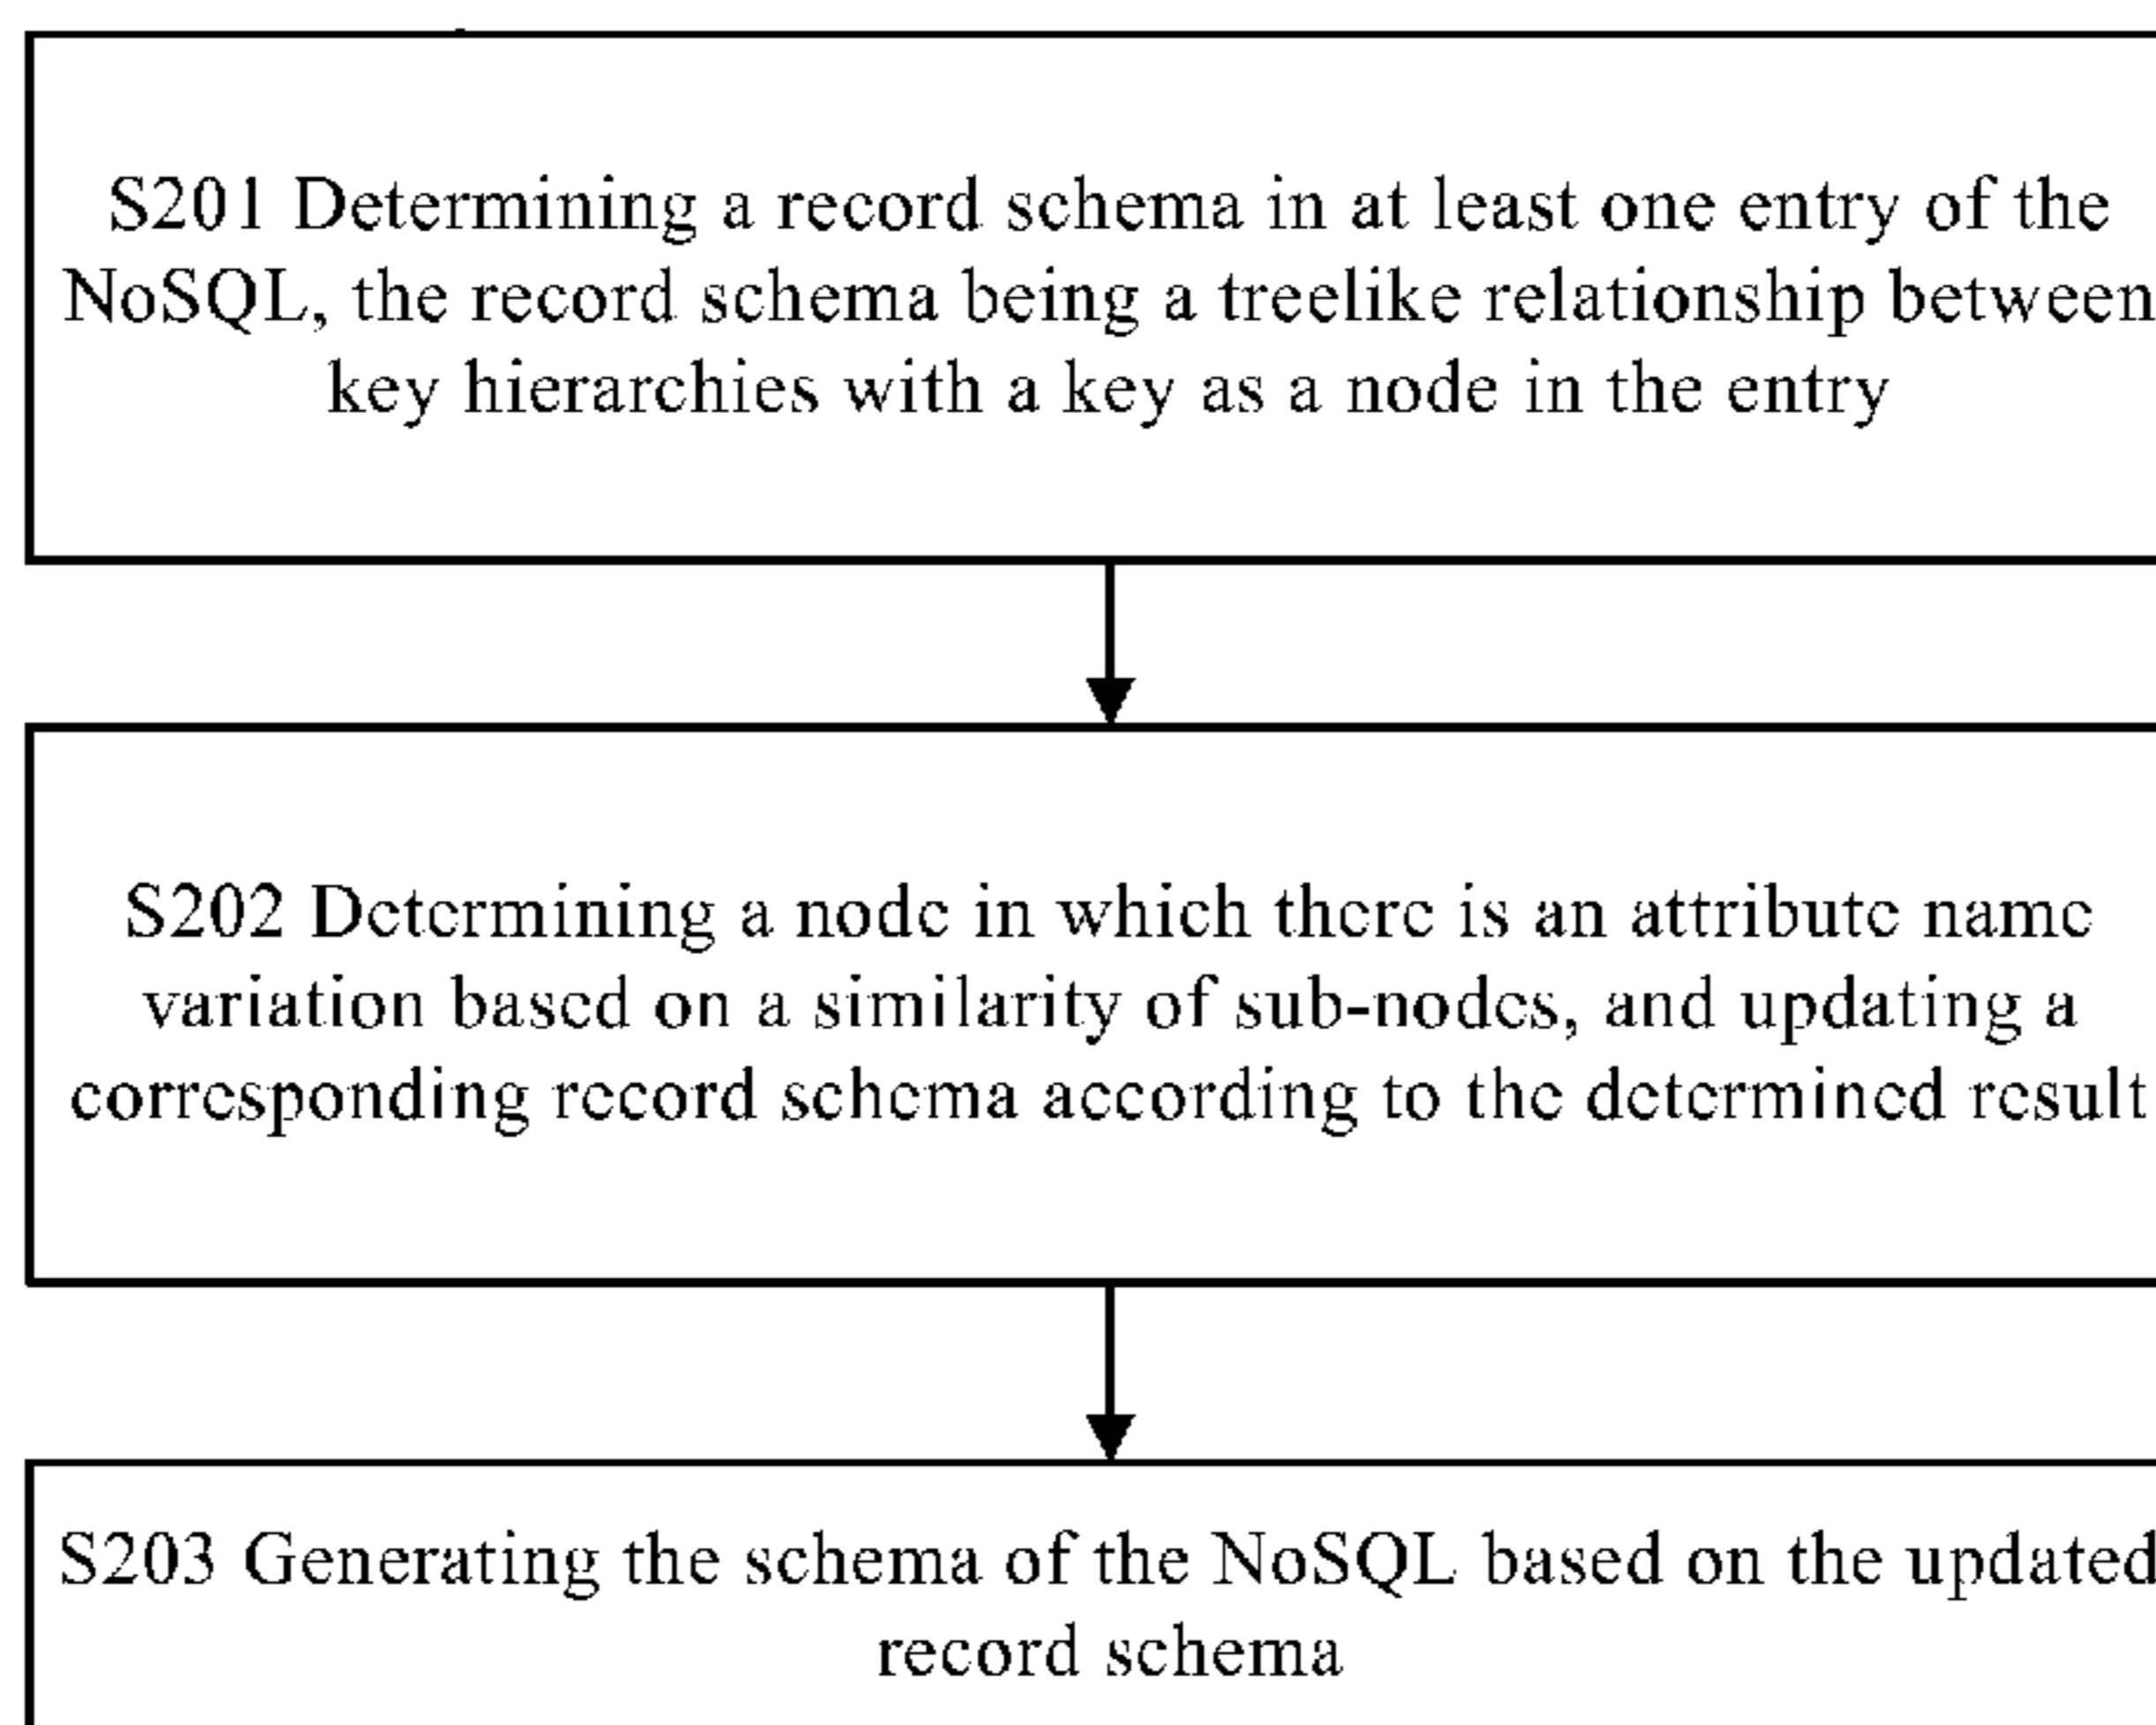 S201 Determining a record schema in at least one entry of the
NoSQL, the record schema being a treelike relationship between
key hierarchies with a key as a node in the entry
S202 Determining a node in which there is an attribute name
variation based on a similarity of sub-nodes, and updating a
corresponding record schema according to the determined result
S203 Generating the schema of the NoSQL based on the updated
record schema